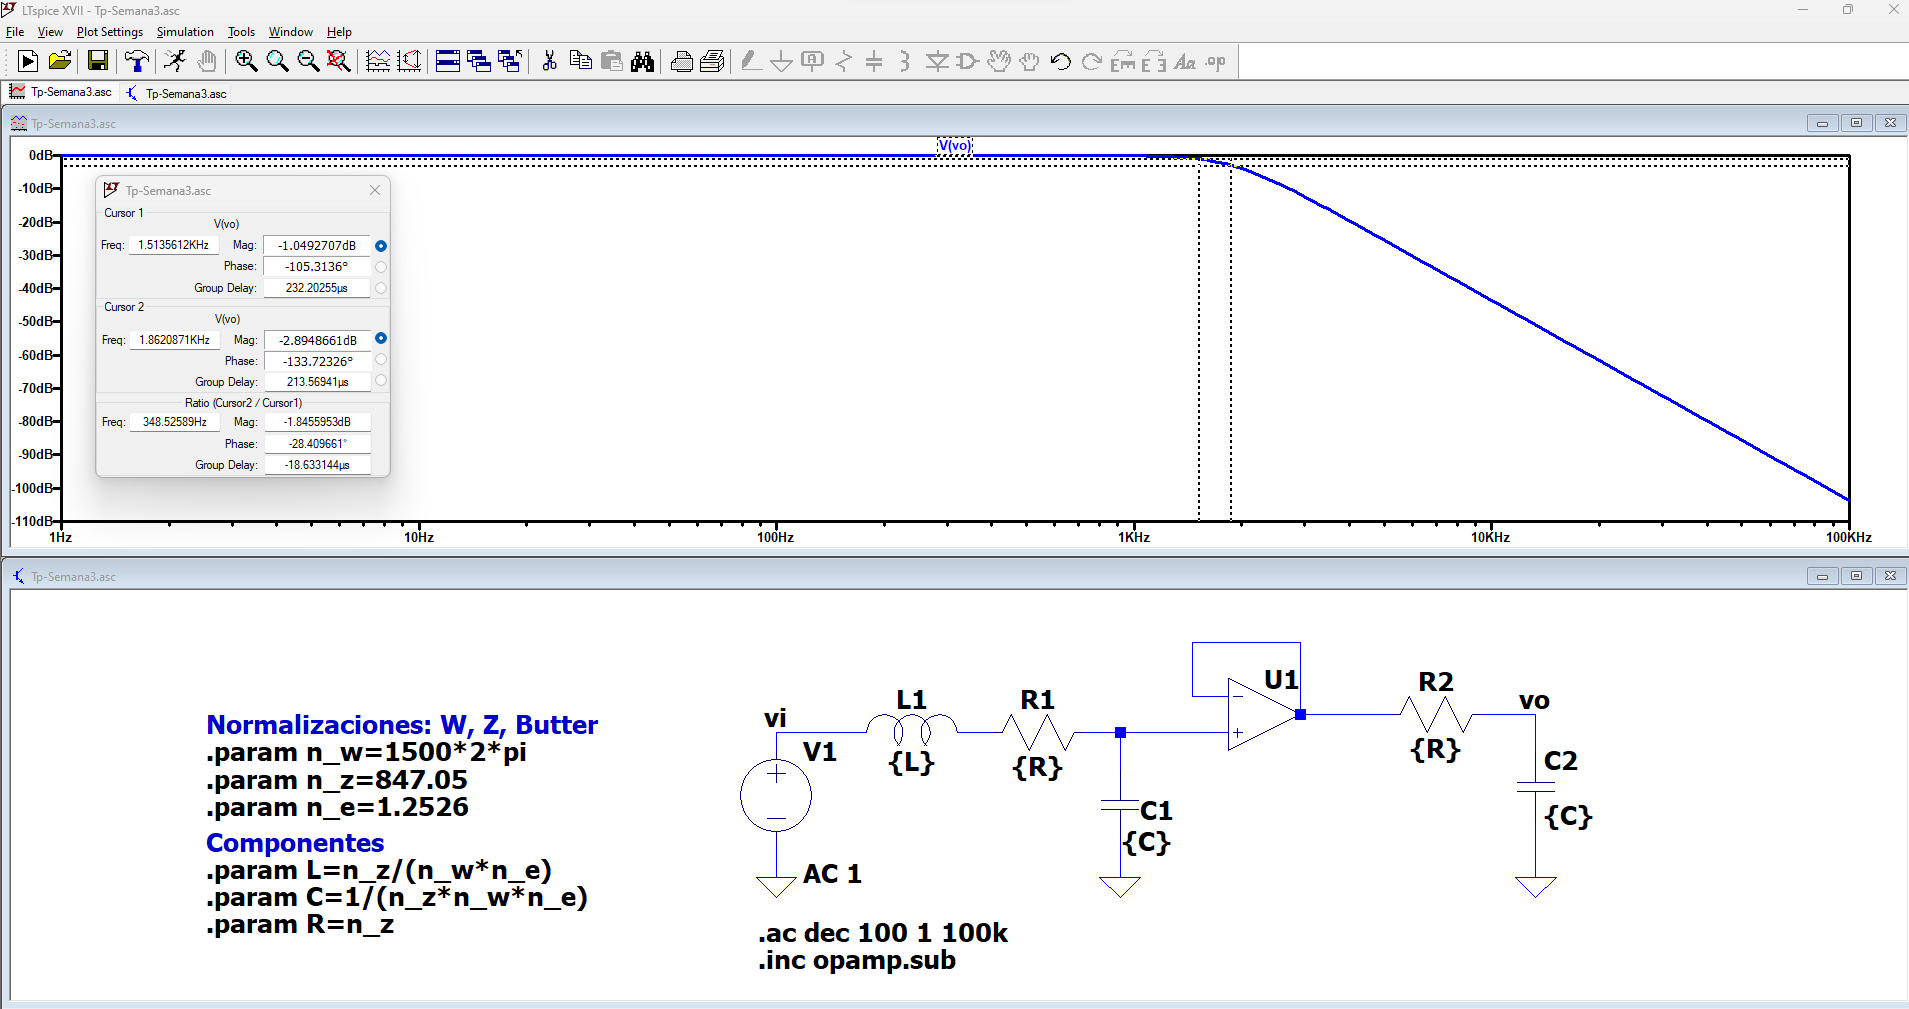 LTspice XVII - Tp-Semana3.asc
File View Plot Settings Simulation Tools Window Help
Tp-Semana3.asc Tp-Semana3.asc
Tp-Semana3.asc
V(vo)
0dB
-10dB
-20dB
-30dB
-40dB
-50dB
-60dB
-70dB
-80dB
-90dB
-100dB
-110dB
1Hz 10Hz 100Hz 1KHz 10KHz 100KHz
Tp-Semana3.asc
Cursor 1
V(vo)
Freq: 1.5135612KHz Mag: -1.0492707dB
Phase: -105.3136°
Group Delay: 232.20255µs
Cursor 2
V(vo)
Freq: 1.8620871KHz Mag: -2.8948661dB
Phase: -133.72326°
Group Delay: 213.56941µs
Ratio (Cursor2 / Cursor1)
Freq: 348.52589Hz Mag: -1.8455953dB
Phase: -28.409661°
Group Delay: -18.633144µs
Tp-Semana3.asc
Normalizaciones: W, Z, Butter
.param n_w=1500*2*pi
.param n_z=847.05
.param n_e=1.2526
Componentes
.param L=n_z/(n_w*n_e)
.param C=1/(n_z*n_w*n_e)
.param R=n_z
vi
V1
AC 1
L1
{L}
R1
{R}
C1
{C}
U1
R2
{R}
vo
C2
{C}
.ac dec 100 1 100k
.inc opamp.sub